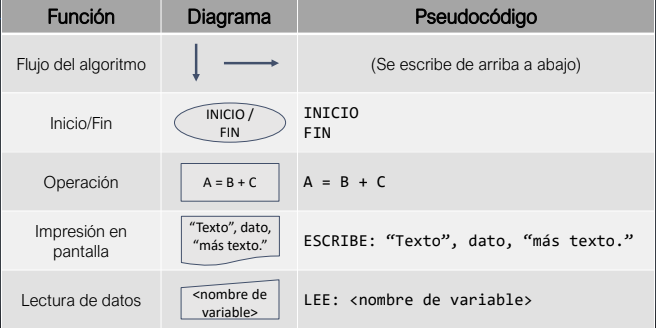 Función Diagrama Pseudocódigo
Flujo del algoritmo (Se escribe de arriba a abajo)
Inicio/Fin
INICIO /
FIN
INICIO
FIN
Operación A = B + C A = B + C
Impresión en
pantalla
“Texto”, dato,
“más texto.”
ESCRIBE: “Texto”, dato, “más texto.”
Lectura de datos
<nombre de
variable>
LEE: <nombre de variable>